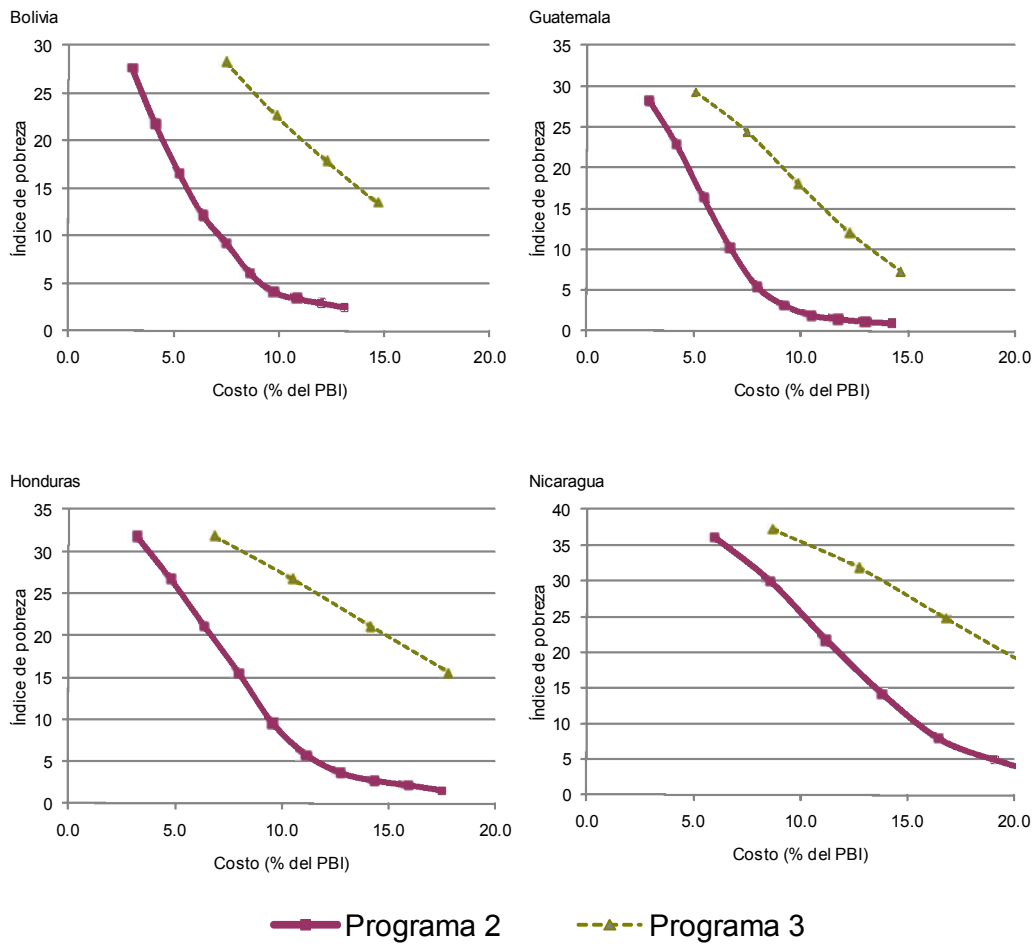 Bolivia
Índice de pobreza
30
25
20
15
10
5
0
0.0 5.0 10.0 15.0 20.0
Costo (% del PBI)
Guatemala
Índice de pobreza
35
30
25
20
15
10
5
0
0.0 5.0 10.0 15.0 20.0
Costo (% del PBI)
Honduras
Índice de pobreza
35
30
25
20
15
10
5
0
0.0 5.0 10.0 15.0 20.0
Costo (% del PBI)
Nicaragua
Índice de pobreza
40
35
30
25
20
15
10
5
0
0.0 5.0 10.0 15.0 20.0
Costo (% del PBI)
Programa 2 Programa 3